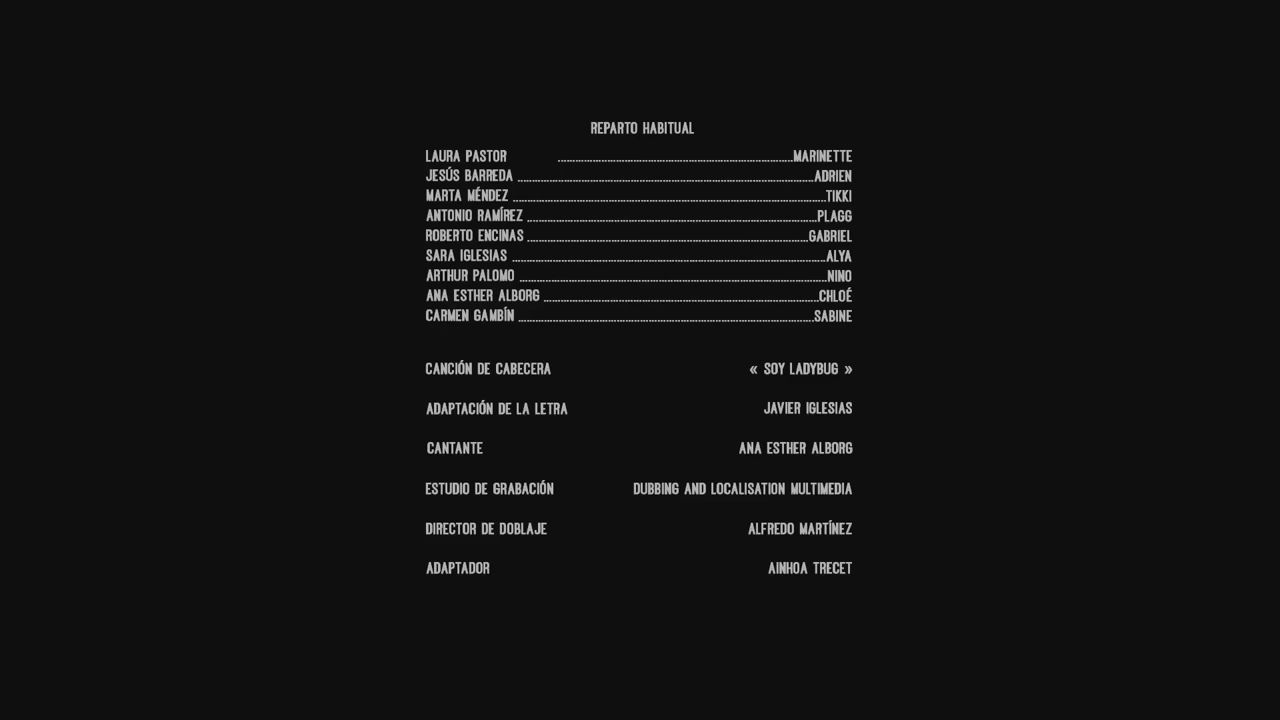 REPARTO HABITUAL
LAURA PASTOR ........................ MARINETTE
JESÚS BARREDA ........................ ADRIEN
MARTA MÉNDEZ ........................ TIKKI
ANTONIO RAMÍREZ ........................ PLAGG
ROBERTO ENCINAS ........................ GABRIEL
SARA IGLESIAS ........................ ALYA
ARTHUR PALOMO ........................ NINO
ANA ESTHER ALBORG ........................ CHLOÉ
CARMEN GAMBÍN ........................ SABINE
CANCIÓN DE CABECERA « SOY LADYBUG »
ADAPTACIÓN DE LA LETRA JAVIER IGLESIAS
CANTANTE ANA ESTHER ALBORG
ESTUDIO DE GRABACIÓN DUBBING AND LOCALISATION MULTIMEDIA
DIRECTOR DE DOBLAJE ALFREDO MARTÍNEZ
ADAPTADOR AINHOA TRECET